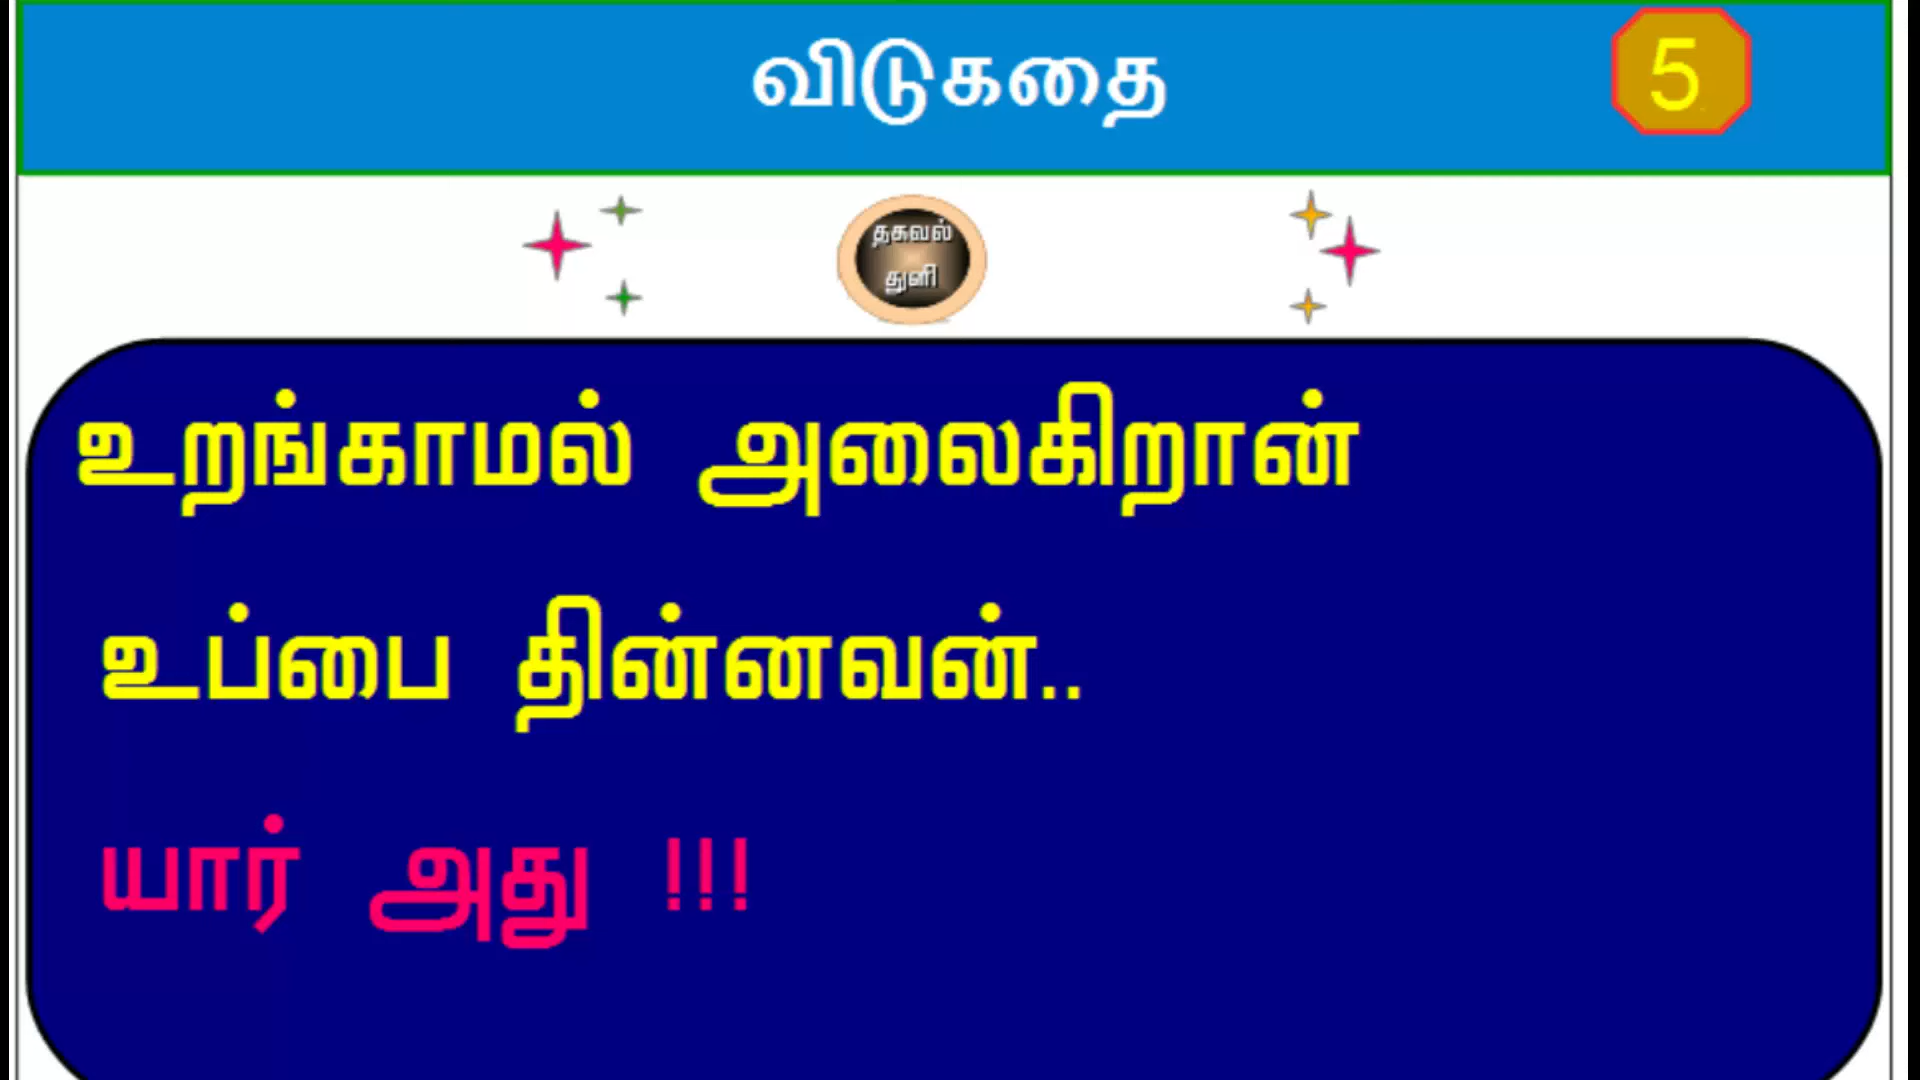 விடுகதை
5
தகவல்
துளி
உறங்காமல் அலைகிறான்
உப்பை தின்னவன்..
யார் அது !!!